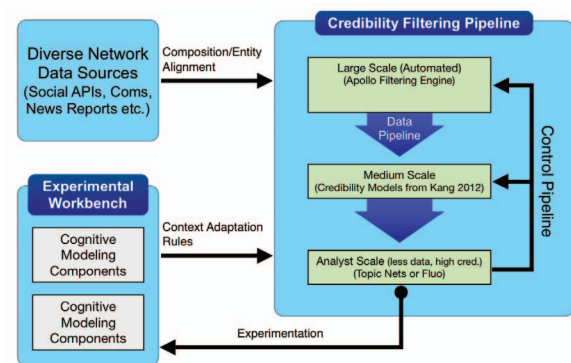 Credibility Filtering Pipeline
Diverse Network
Data Sources
(Social APIs, Coms,
News Reports etc.)
Composition/Entity
Alignment
Large Scale (Automated)
(Apollo Filtering Engine)
Data
Pipeline
Control Pipeline
Medium Scale
(Credibility Models from Kang 2012)
Experimental
Workbench
Context Adaptation
Rules
Cognitive
Modeling
Components
Analyst Scale (less data, high cred.)
(Topic Nets or Fluo)
Cognitive
Modeling
Components
Experimentation